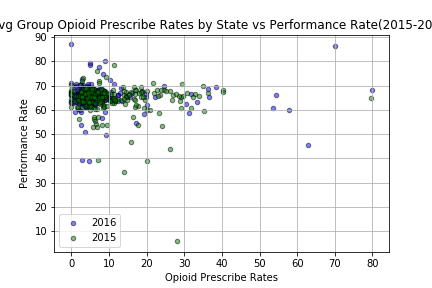 vg Group Opioid Prescribe Rates by State vs Performance Rate(2015-20
90
80
70
60
50
40
30
20
10
Performance Rate
2016
2015
0 10 20 30 40 50 60 70 80
Opioid Prescribe Rates